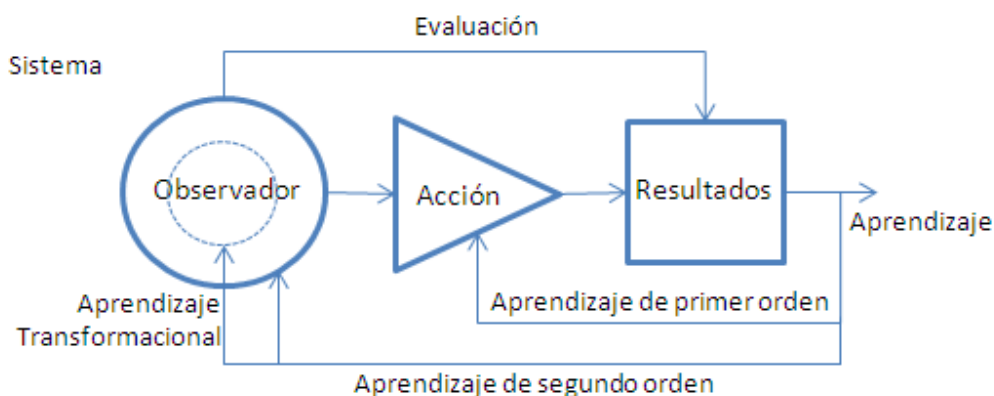 Evaluación
Sistema
Observador
Acción
Resultados
Aprendizaje
Aprendizaje de primer orden
Aprendizaje
Transformacional
Aprendizaje de segundo orden